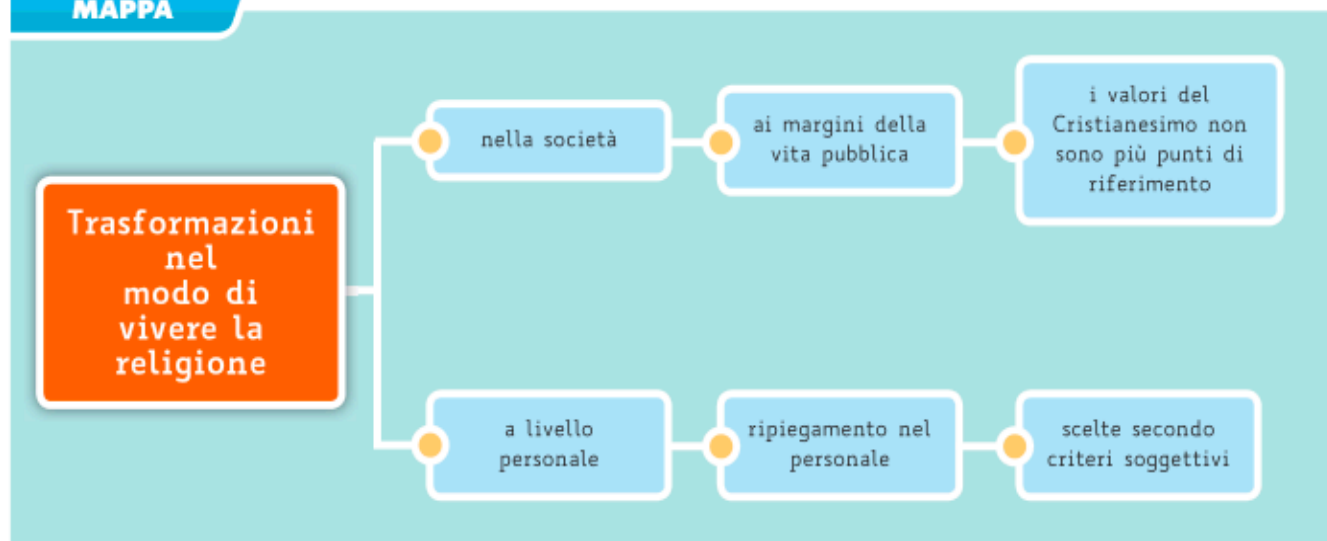 MAPPA
Trasformazioni
nel
modo di
vivere la
religione
nella società
ai margini della
vita pubblica
i valori del
Cristianesimo non
sono più punti di
riferimento
a livello
personale
ripiegamento nel
personale
scelte secondo
criteri soggettivi